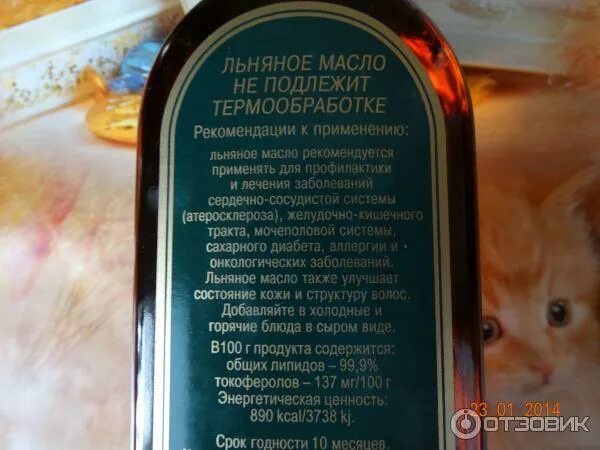 ЛЬНЯНОЕ МАСЛО
НЕ ПОДЛЕЖИТ
ТЕРМООБРАБОТКЕ
Рекомендации к применению:
льняное масло рекомендуется
применять для профилактики
и лечения заболеваний
сердечно-сосудистой системы
(атеросклероза), желудочно-кишечного
тракта, мочеполовой системы,
сахарного диабета, аллергии и
онкологических заболеваний.
Льняное масло также улучшает
состояние кожи и структуру волос.
Добавляйте в холодные и
горячие блюда в сыром виде.
В100 г продукта содержится:
общих липидов – 99,9%
токоферолов – 137 мг/100 г
Энергетическая ценность:
890 kcal/3738 kj.
Срок годности 10 месяцев.
23 01 2014
ОТЗОВИК